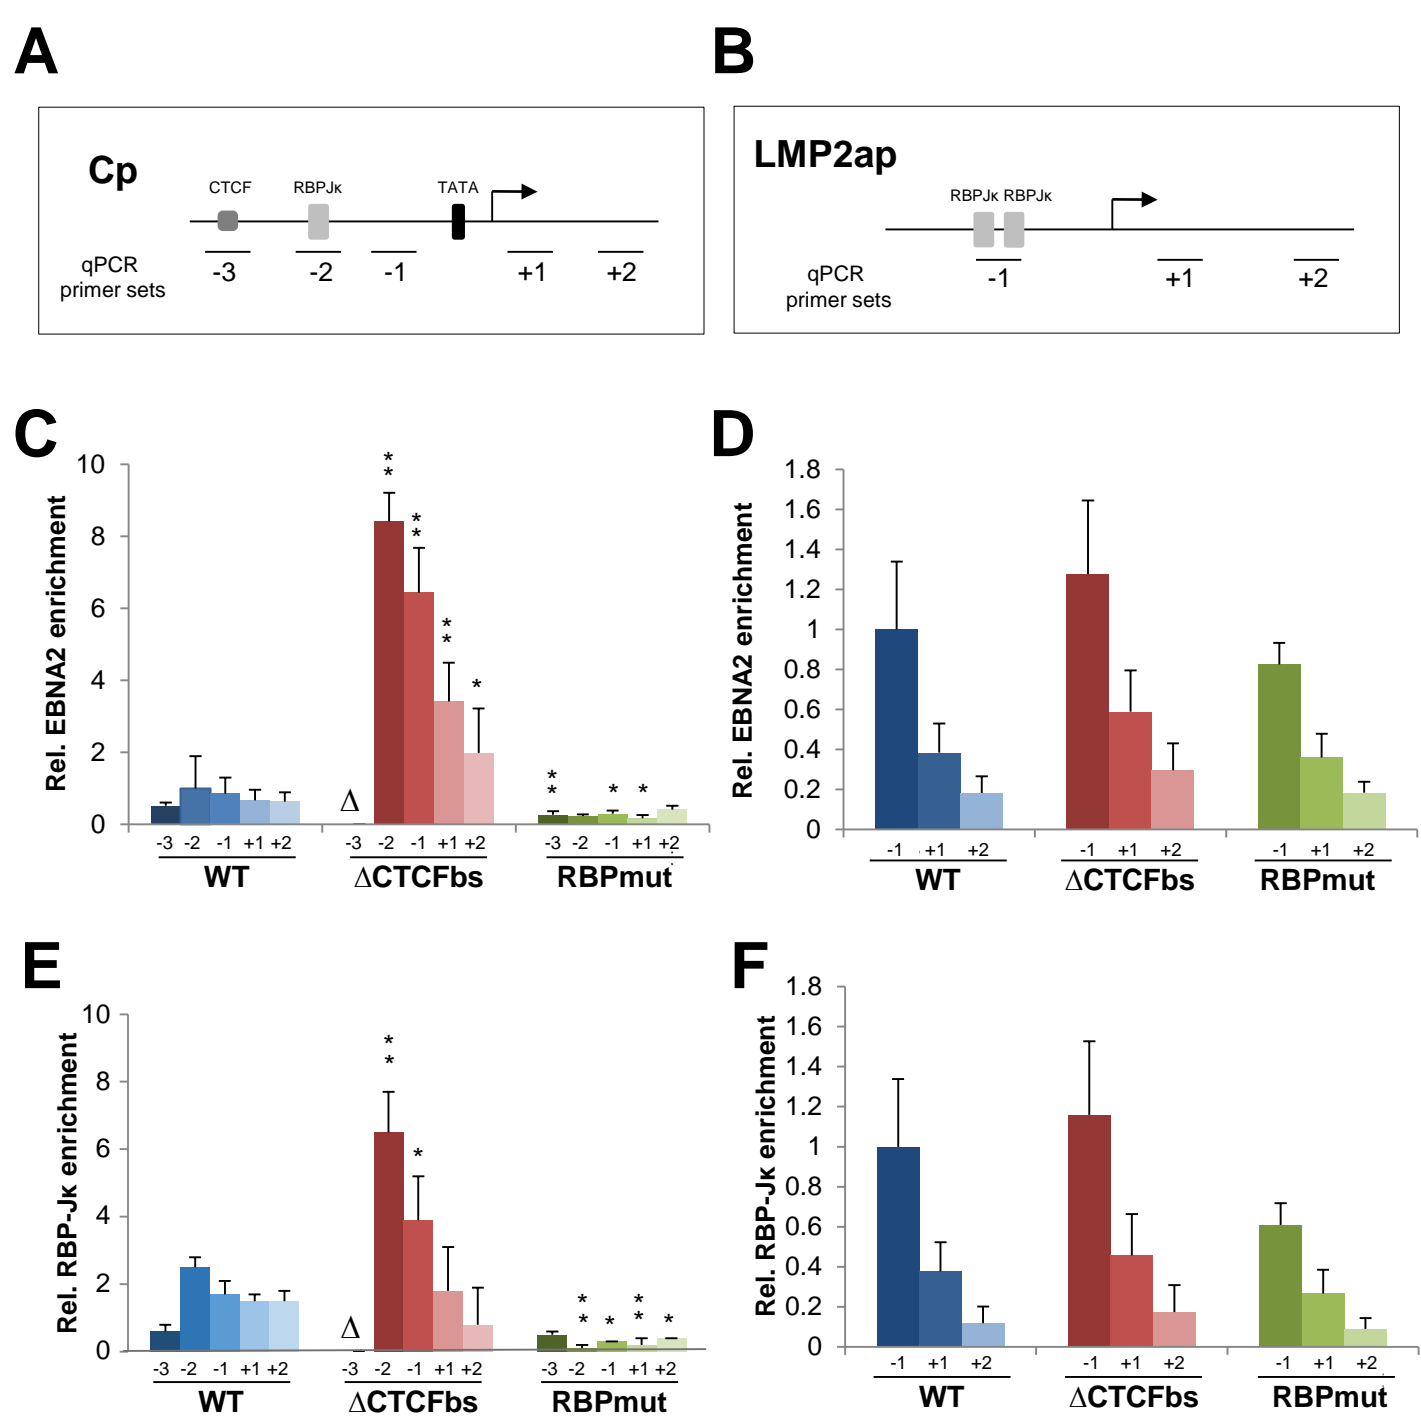 A
Cp
CTCF RBPJκ TATA
qPCR
primer sets
-3 -2 -1 +1 +2
B
LMP2ap
RBPJκ RBPJκ
qPCR
primer sets
-1 +1 +2
C
Rel. EBNA2 enrichment
10
8
6
4
2
0
* *
* *
* *
*
Δ
* *
* *
-3 -2 -1 +1 +2 -3 -2 -1 +1 +2 -3 -2 -1 +1 +2
WT ΔCTCFbs RBPmut
D
Rel. EBNA2 enrichment
1.8
1.6
1.4
1.2
1
0.8
0.6
0.4
0.2
0
-1 +1 +2 -1 +1 +2 -1 +1 +2
WT ΔCTCFbs RBPmut
E
Rel. RBP-Jκ enrichment
10
8
6
4
2
0
* *
*
Δ
* *
*
* *
*
-3 -2 -1 +1 +2 -3 -2 -1 +1 +2 -3 -2 -1 +1 +2
WT ΔCTCFbs RBPmut
F
Rel. RBP-Jκ enrichment
1.8
1.6
1.4
1.2
1
0.8
0.6
0.4
0.2
0
-1 +1 +2 -1 +1 +2 -1 +1 +2
WT ΔCTCFbs RBPmut